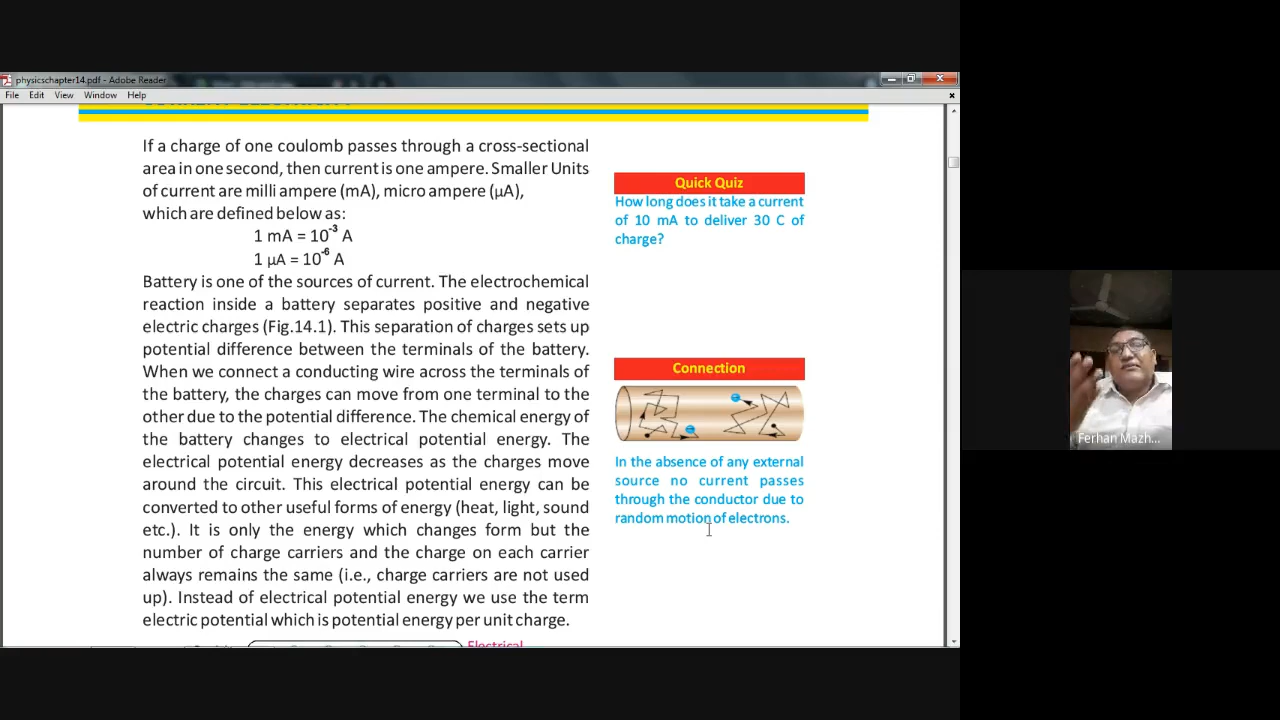 physicschapter14.pdf - Adobe Reader
File Edit View Window Help
If a charge of one coulomb passes through a cross-sectional
area in one second, then current is one ampere. Smaller Units
of current are milli ampere (mA), micro ampere (μA),
which are defined below as:
1 mA = 10⁻³ A
1 μA = 10⁻⁶ A
Battery is one of the sources of current. The electrochemical
reaction inside a battery separates positive and negative
electric charges (Fig.14.1). This separation of charges sets up
potential difference between the terminals of the battery.
When we connect a conducting wire across the terminals of
the battery, the charges can move from one terminal to the
other due to the potential difference. The chemical energy of
the battery changes to electrical potential energy. The
electrical potential energy decreases as the charges move
around the circuit. This electrical potential energy can be
converted to other useful forms of energy (heat, light, sound
etc.). It is only the energy which changes form but the
number of charge carriers and the charge on each carrier
always remains the same (i.e., charge carriers are not used
up). Instead of electrical potential energy we use the term
electric potential which is potential energy per unit charge.
Electrical
Quick Quiz
How long does it take a current
of 10 mA to deliver 30 C of
charge?
Connection
In the absence of any external
source no current passes
through the conductor due to
random motion of electrons.
Ferhan Mazh...